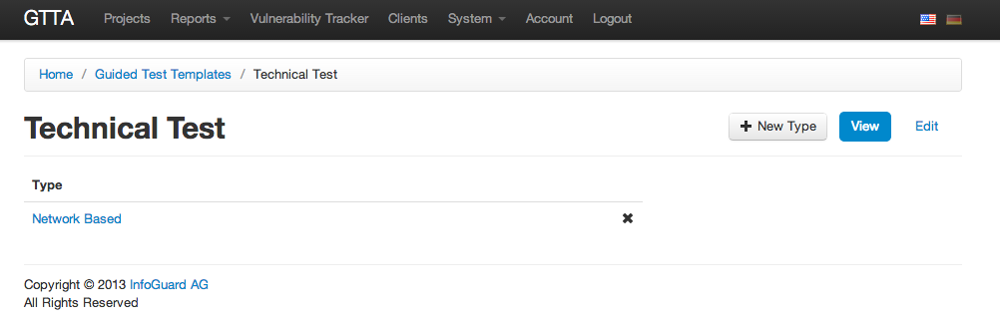 GTTA Projects Reports Vulnerability Tracker Clients System Account Logout
Home / Guided Test Templates / Technical Test
Technical Test
New Type View Edit
Type
Network Based
Copyright © 2013 InfoGuard AG
All Rights Reserved